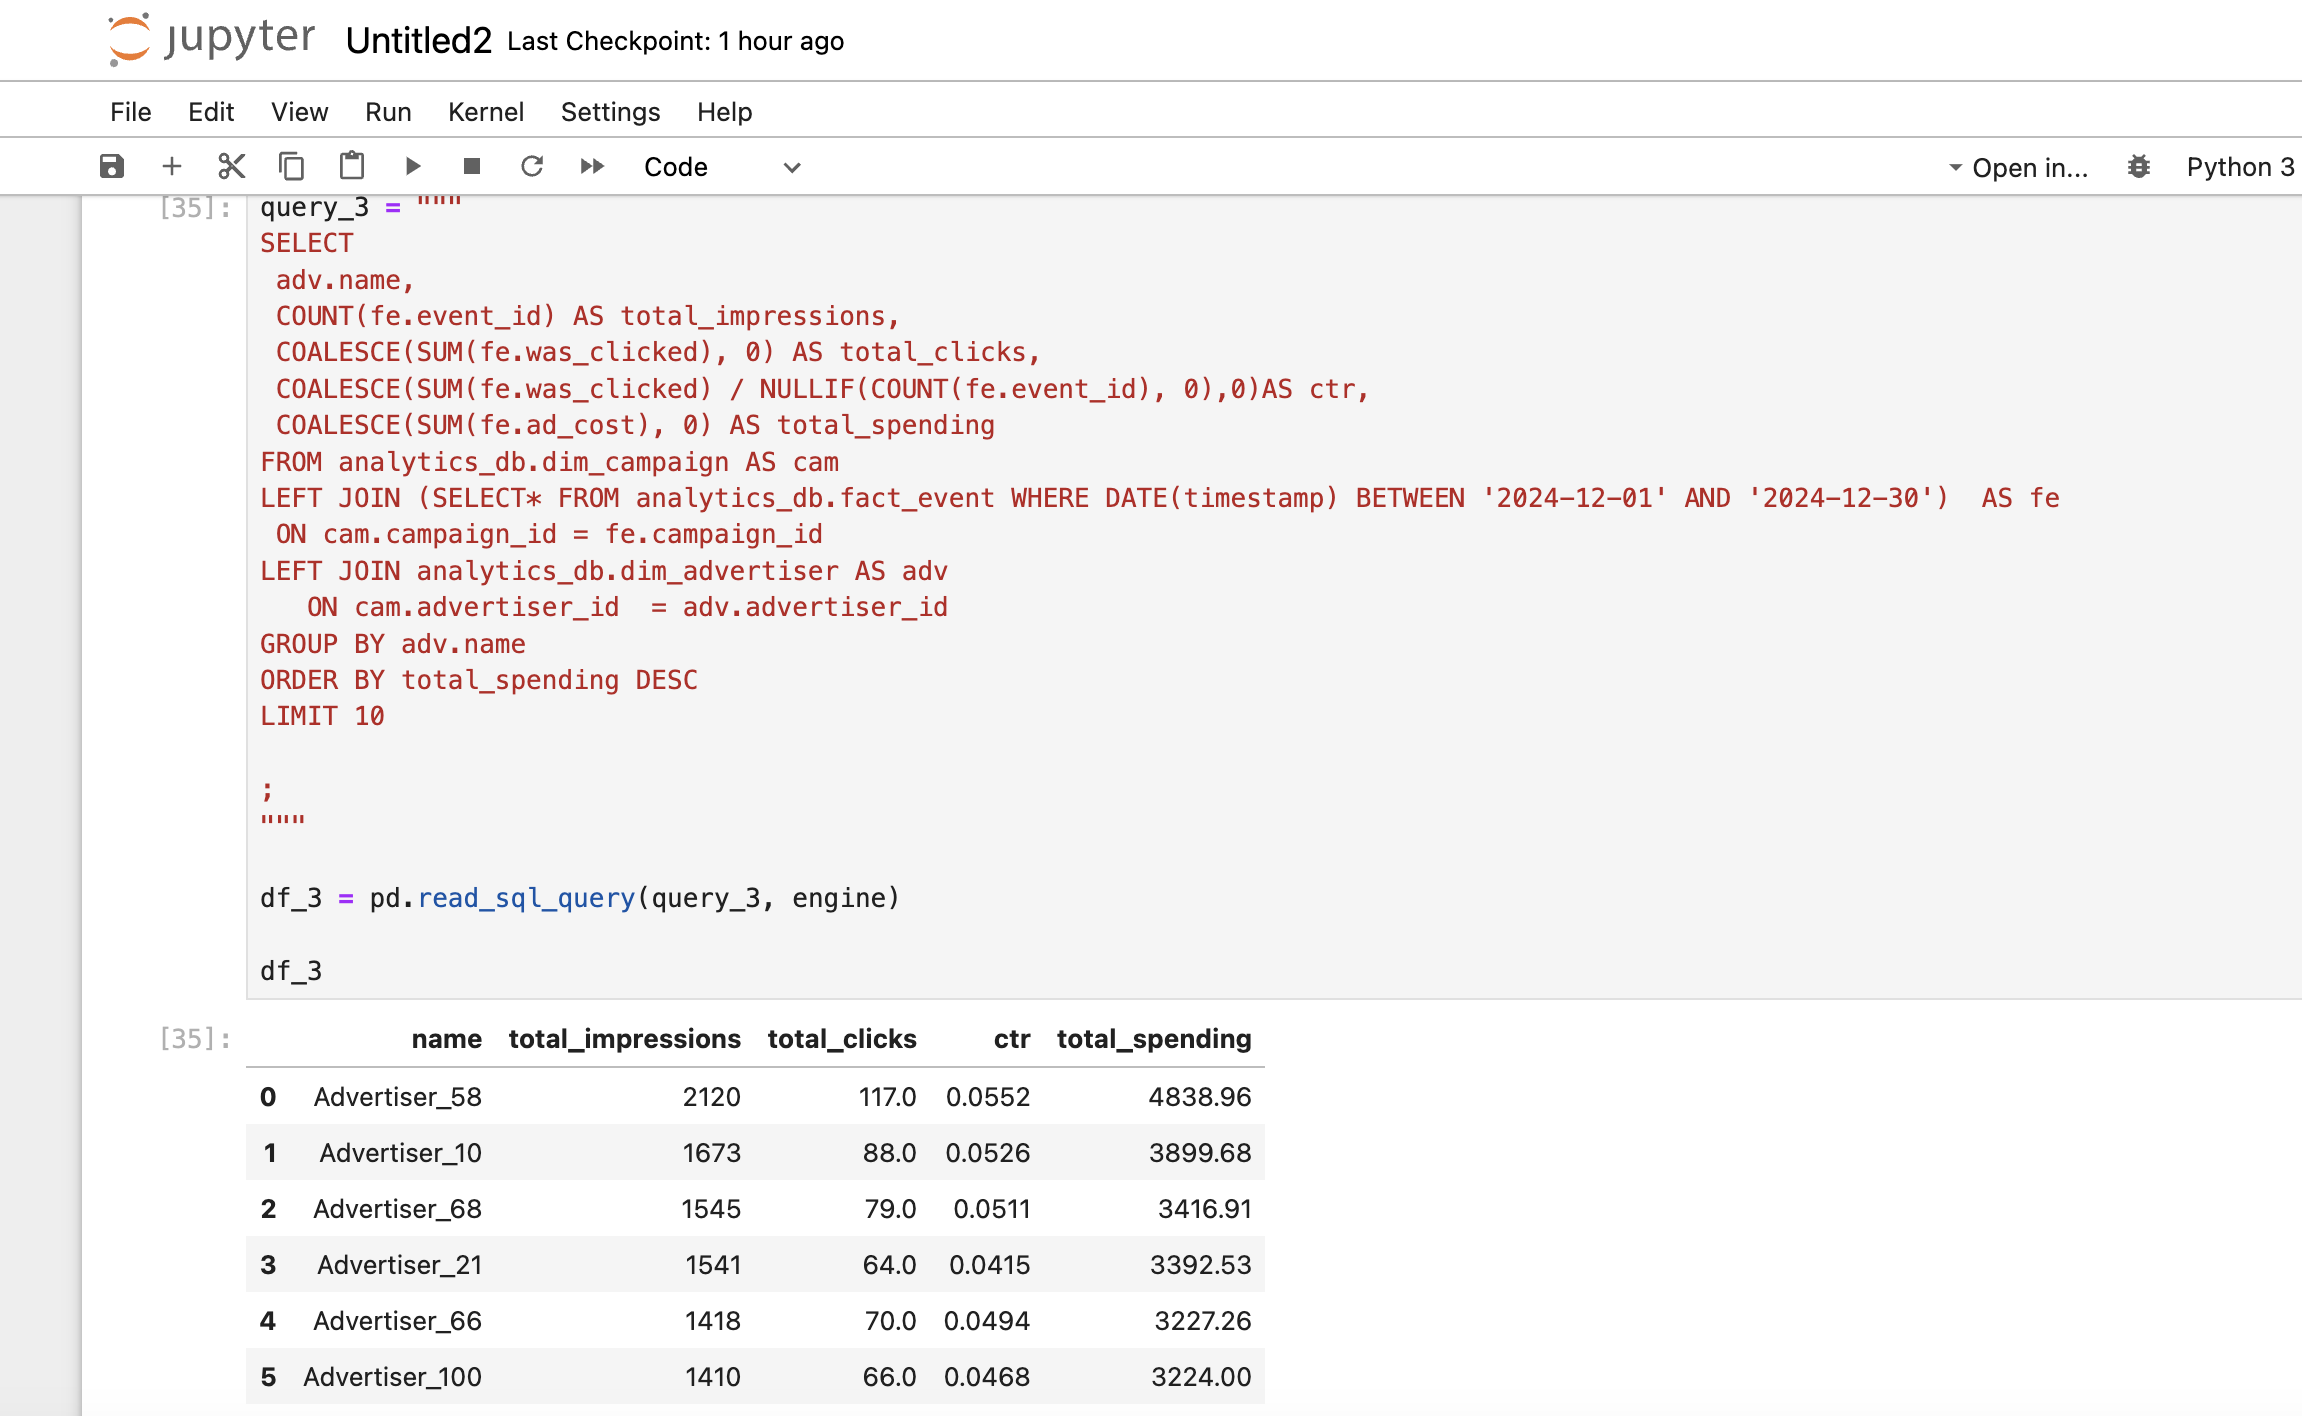 jupyter Untitled2 Last Checkpoint: 1 hour ago
File Edit View Run Kernel Settings Help
Code Open in... Python 3
[35]: query_3 = """
SELECT
adv.name,
COUNT(fe.event_id) AS total_impressions,
COALESCE(SUM(fe.was_clicked), 0) AS total_clicks,
COALESCE(SUM(fe.was_clicked) / NULLIF(COUNT(fe.event_id), 0),0)AS ctr,
COALESCE(SUM(fe.ad_cost), 0) AS total_spending
FROM analytics_db.dim_campaign AS cam
LEFT JOIN (SELECT* FROM analytics_db.fact_event WHERE DATE(timestamp) BETWEEN '2024-12-01' AND '2024-12-30')  AS fe
ON cam.campaign_id = fe.campaign_id
LEFT JOIN analytics_db.dim_advertiser AS adv
ON cam.advertiser_id  = adv.advertiser_id
GROUP BY adv.name
ORDER BY total_spending DESC
LIMIT 10
;
"""
df_3 = pd.read_sql_query(query_3, engine)
df_3
[35]: name total_impressions total_clicks ctr total_spending
0 Advertiser_58 2120 117.0 0.0552 4838.96
1 Advertiser_10 1673 88.0 0.0526 3899.68
2 Advertiser_68 1545 79.0 0.0511 3416.91
3 Advertiser_21 1541 64.0 0.0415 3392.53
4 Advertiser_66 1418 70.0 0.0494 3227.26
5 Advertiser_100 1410 66.0 0.0468 3224.00